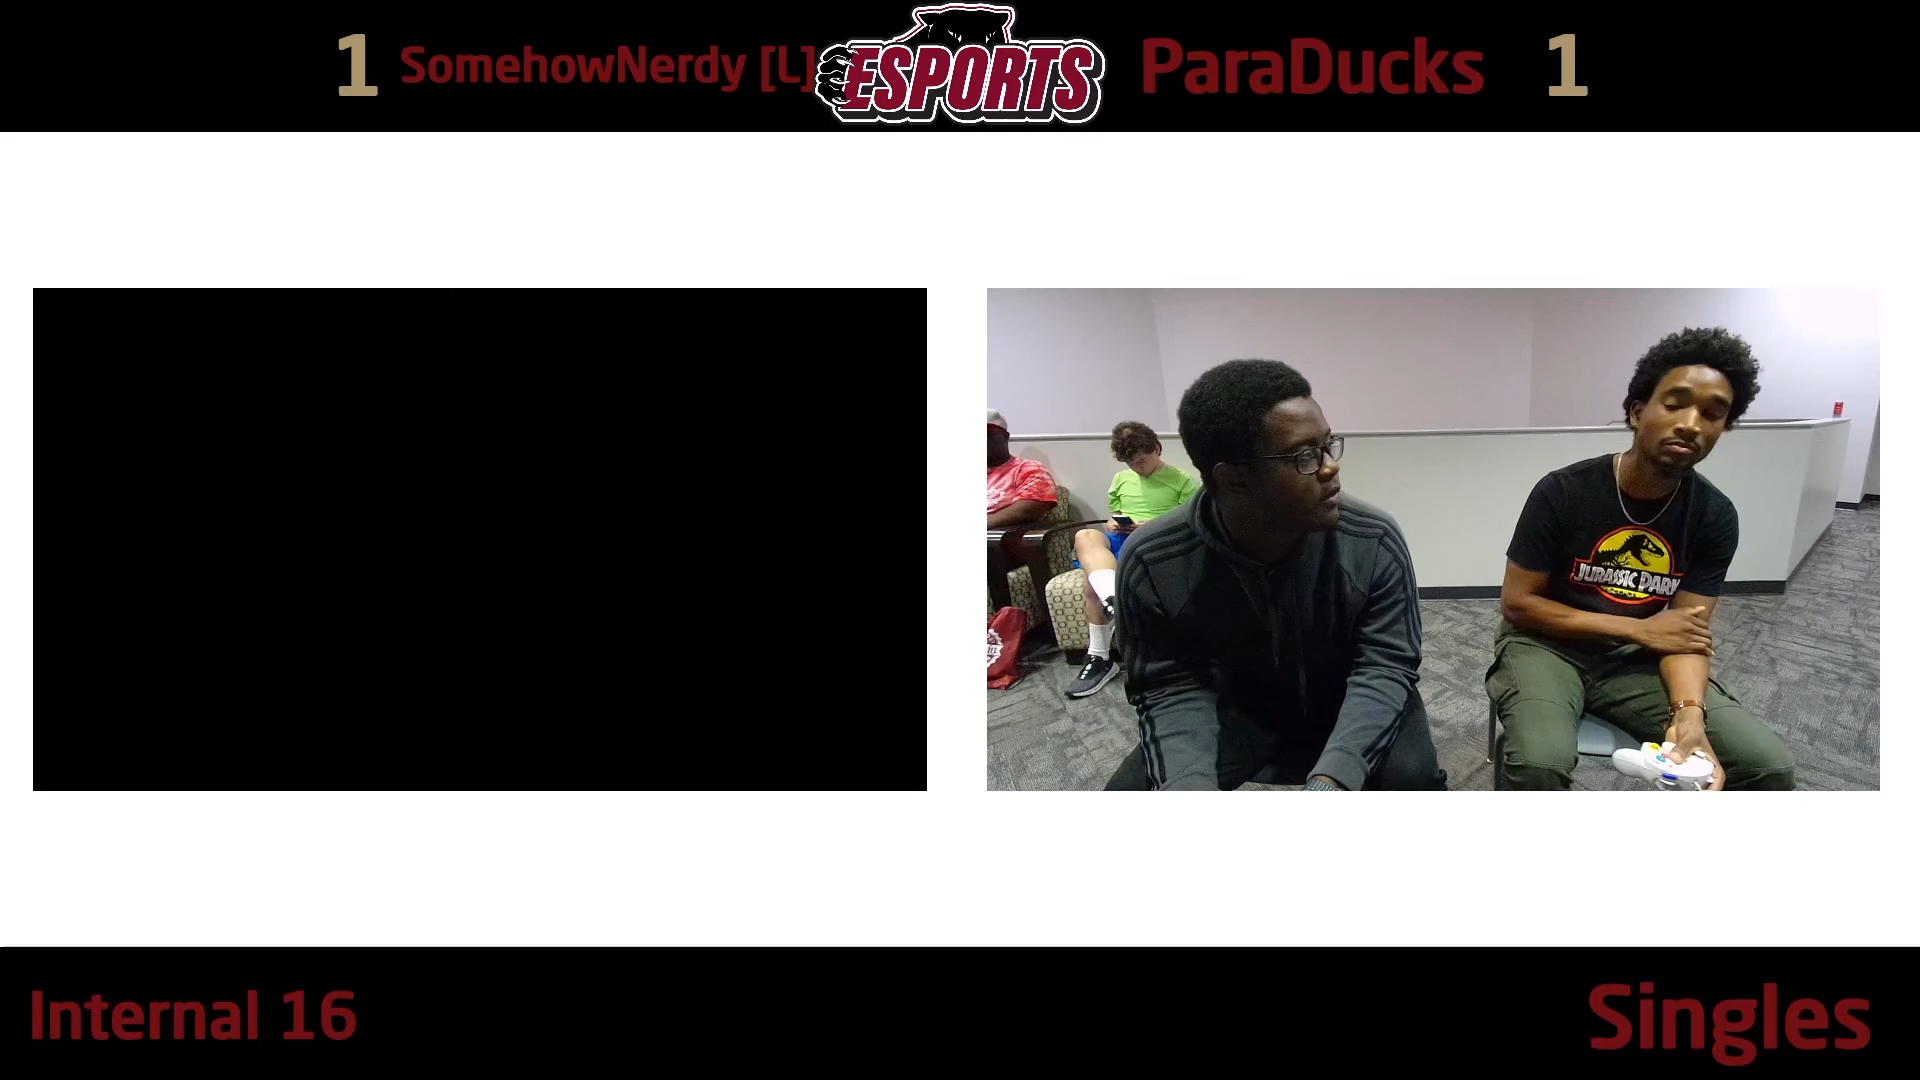 1 SomehowNerdy [L] ESPORTS ParaDucks 1
JURASSIC PARK
Internal 16
Singles